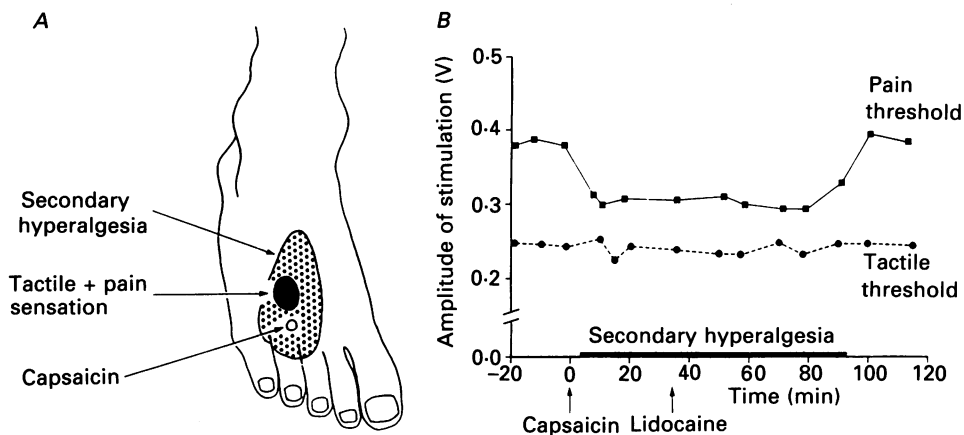 A
Secondary
hyperalgesia
Tactile + pain
sensation
Capsaicin
B
Amplitude of stimulation (V)
0·5
0·4
0·3
0·2
0·0
Pain
threshold
Tactile
threshold
Secondary hyperalgesia
−20 0 20 40 60 80 100 120
Time (min)
Capsaicin Lidocaine